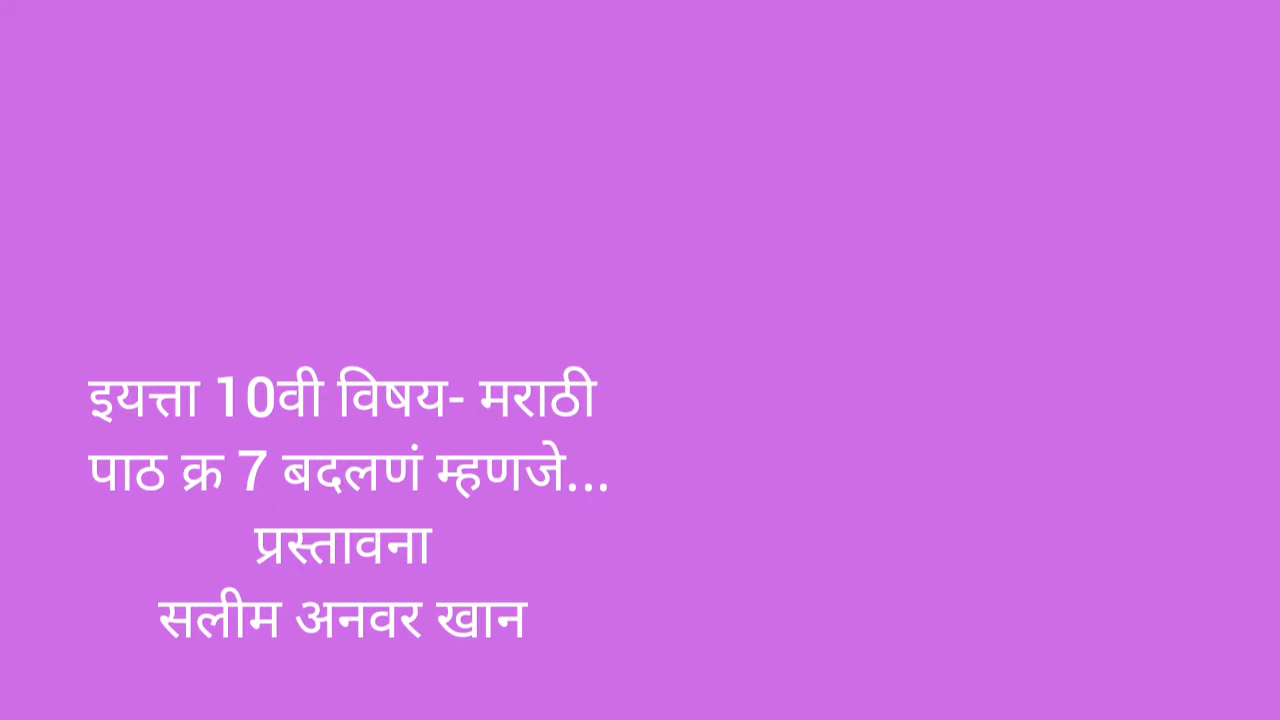 इयत्ता 10वी विषय- मराठी
पाठ क्र 7 बदलणं म्हणजे...
प्रस्तावना
सलीम अनवर खान